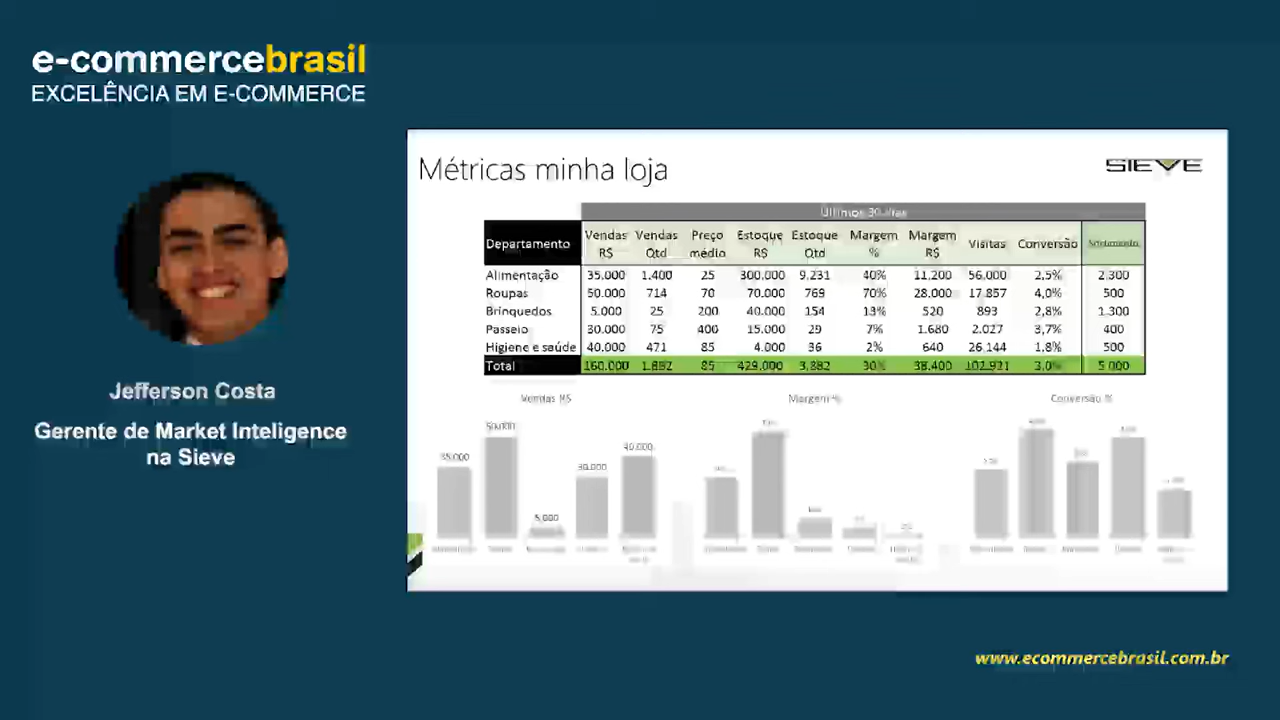 e-commercebrasil
EXCELÊNCIA EM E-COMMERCE
Métricas minha loja
SIEVE
Últimos 30 dias
Departamento Vendas R$ Vendas Qtd Preço médio Estoque R$ Estoque Qtd Margem % Margem R$ Visitas Conversão
Alimentação 35.000 1.400 25 300.000 9.231 40% 11.200 56.000 2,5% 2.300
Roupas 50.000 714 70 70.000 769 70% 28.000 17.857 4,0% 500
Brinquedos 5.000 25 200 40.000 154 13% 520 893 2,8% 1.300
Passeio 30.000 75 400 15.000 29 7% 1.680 2.027 3,7% 400
Higiene e saúde 40.000 471 85 4.000 36 2% 640 26.144 1,8% 500
Total 160.000 85 429.000 30% 38.400 102.921 3,0% 5.000
Vendas R$ Margem % Conversão %
35.000 50.000 5.000 30.000 40.000
Jefferson Costa
Gerente de Market Inteligence
na Sieve
www.ecommercebrasil.com.br